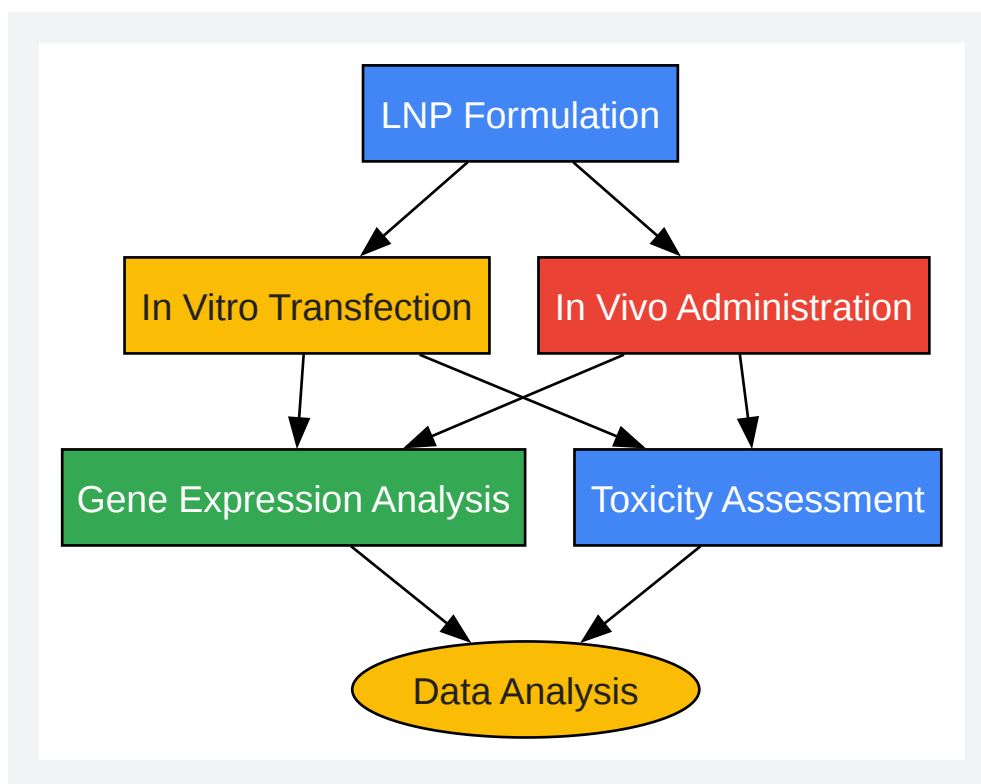 LNP Formulation
In Vitro Transfection
In Vivo Administration
Gene Expression Analysis
Toxicity Assessment
Data Analysis